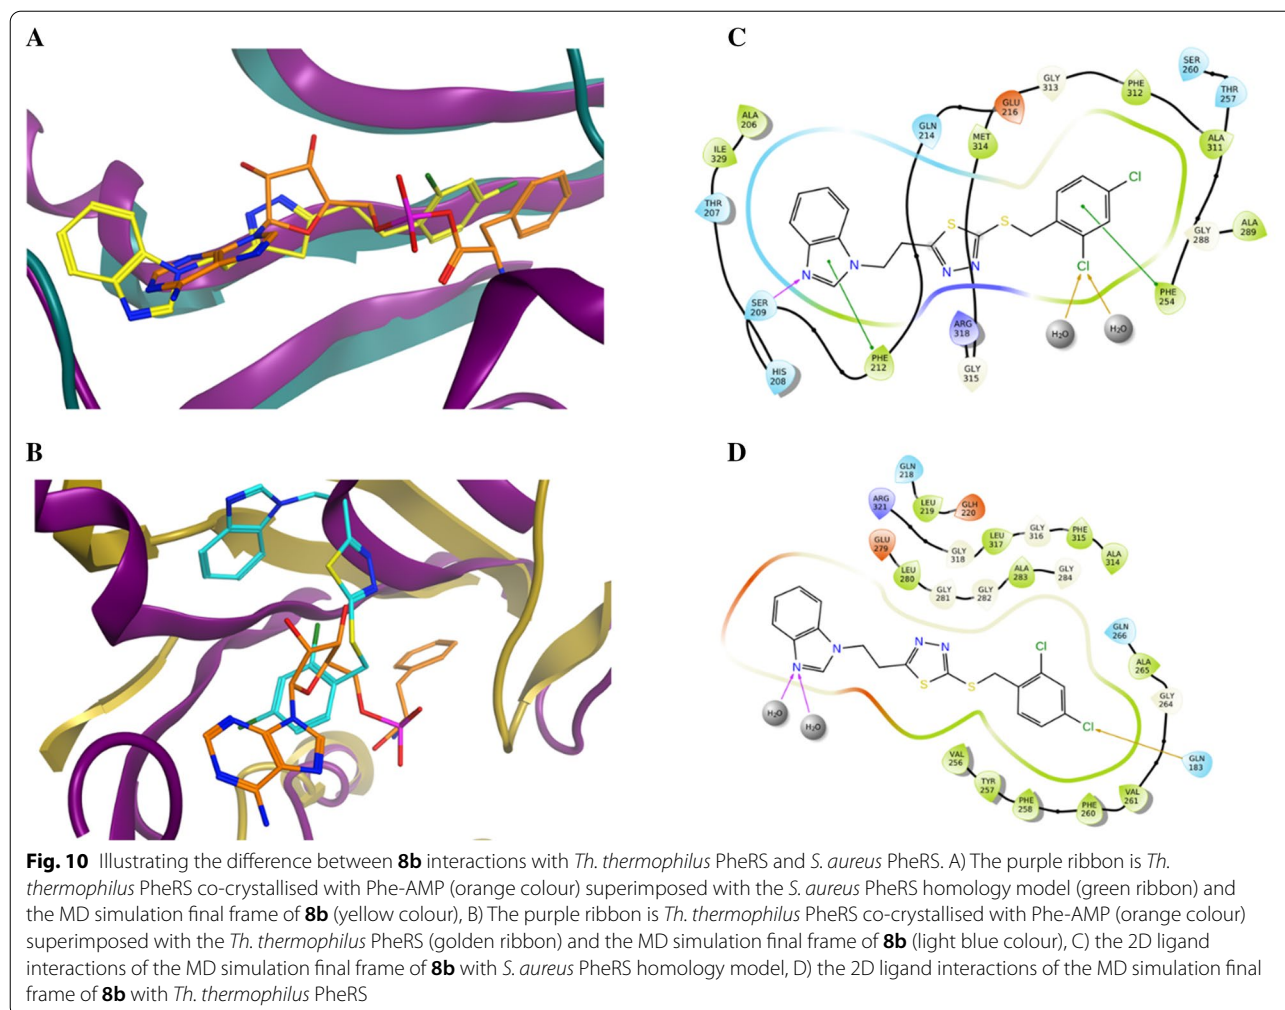 A
B
C
SER
260
GLY
313
PHE
312
THR
257
GLU
216
ALA
206
GLN
214
MET
314
ALA
311
ILE
329
Cl
THR
207
N
S
S
GLY
288
ALA
289
N
N
N
Cl
SER
209
PHE
254
ARG
318
H₂O
H₂O
PHE
212
HIS
208
GLY
315
D
GLN
218
ARG
321
LEU
219
GLH
220
GLU
279
GLY
318
LEU
317
GLY
316
PHE
315
ALA
314
LEU
280
GLY
281
GLY
282
ALA
283
GLY
284
GLN
266
N
N
N
Cl
ALA
265
N
S
S
GLY
264
H₂O
H₂O
Cl
GLN
183
VAL
256
TYR
257
PHE
258
PHE
260
VAL
261
Fig. 10 Illustrating the difference between 8b interactions with Th. thermophilus PheRS and S. aureus PheRS. A) The purple ribbon is Th.
thermophilus PheRS co-crystallised with Phe-AMP (orange colour) superimposed with the S. aureus PheRS homology model (green ribbon) and
the MD simulation final frame of 8b (yellow colour), B) The purple ribbon is Th. thermophilus PheRS co-crystallised with Phe-AMP (orange colour)
superimposed with the Th. thermophilus PheRS (golden ribbon) and the MD simulation final frame of 8b (light blue colour), C) the 2D ligand
interactions of the MD simulation final frame of 8b with S. aureus PheRS homology model, D) the 2D ligand interactions of the MD simulation final
frame of 8b with Th. thermophilus PheRS